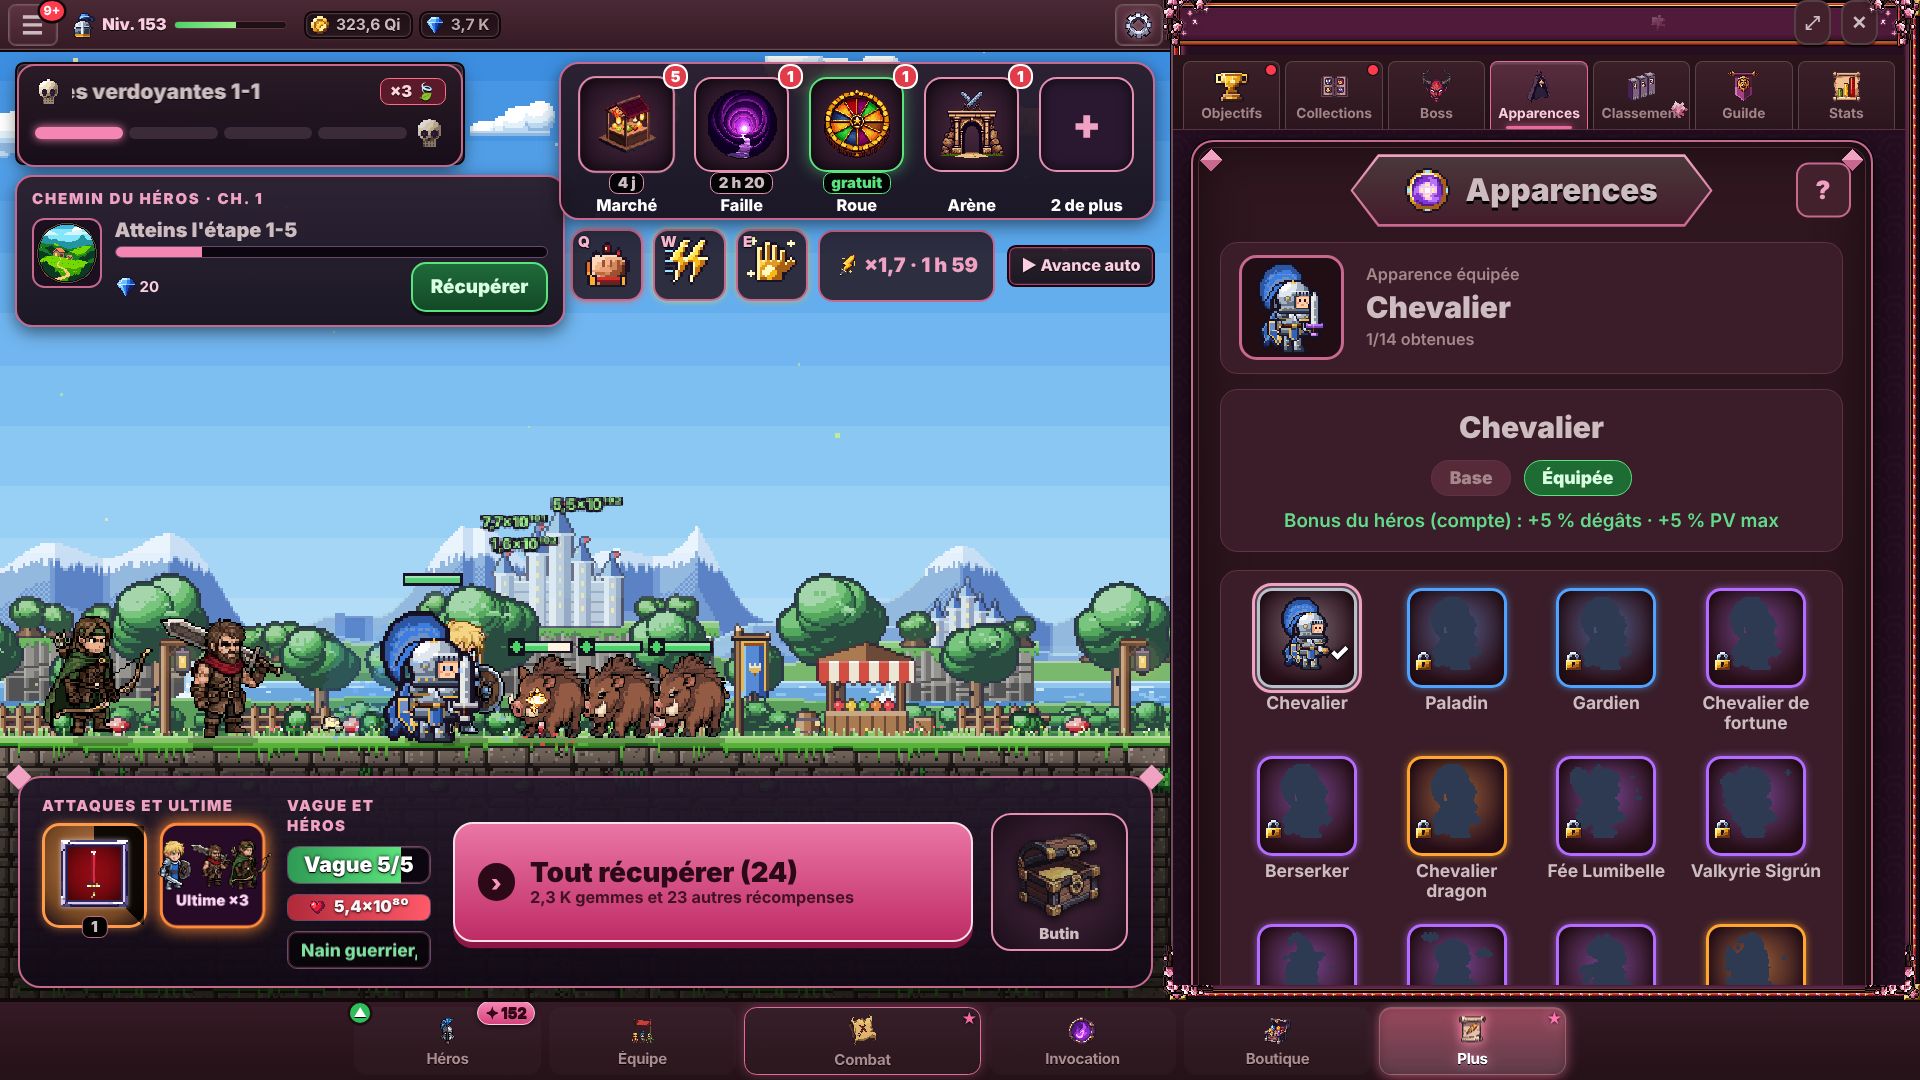 9+
Niv. 153
323,6 Qi
3,7 K
es verdoyantes 1-1
×3
CHEMIN DU HÉROS · CH. 1
Atteins l'étape 1-5
20
Récupérer
5
4 j
Marché
1
2 h 20
Faille
1
gratuit
Roue
1
Arène
+
2 de plus
Q
W
E
×1,7 · 1 h 59
Avance auto
ATTAQUES ET ULTIME
1
Ultime ×3
VAGUE ET
HÉROS
Vague 5/5
5,4×10⁸⁰
Nain guerrier,
Tout récupérer (24)
2,3 K gemmes et 23 autres récompenses
Butin
Objectifs
Collections
Boss
Apparences
Classement
Guilde
Stats
Apparences
?
Apparence équipée
Chevalier
1/14 obtenues
Chevalier
Base
Équipée
Bonus du héros (compte) : +5 % dégâts · +5 % PV max
Chevalier
Paladin
Gardien
Chevalier de
fortune
Berserker
Chevalier
dragon
Fée Lumibelle
Valkyrie Sigrún
152
Héros
Équipe
Combat
Invocation
Boutique
Plus